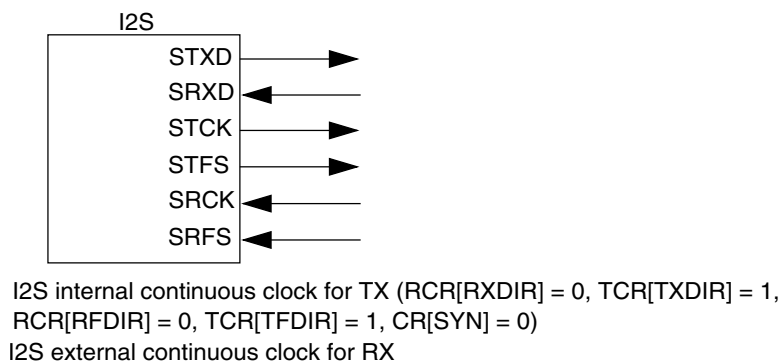 I2S
STXD
SRXD
STCK
STFS
SRCK
SRFS
I2S internal continuous clock for TX (RCR[RXDIR] = 0, TCR[TXDIR] = 1,
RCR[RFDIR] = 0, TCR[TFDIR] = 1, CR[SYN] = 0)
I2S external continuous clock for RX